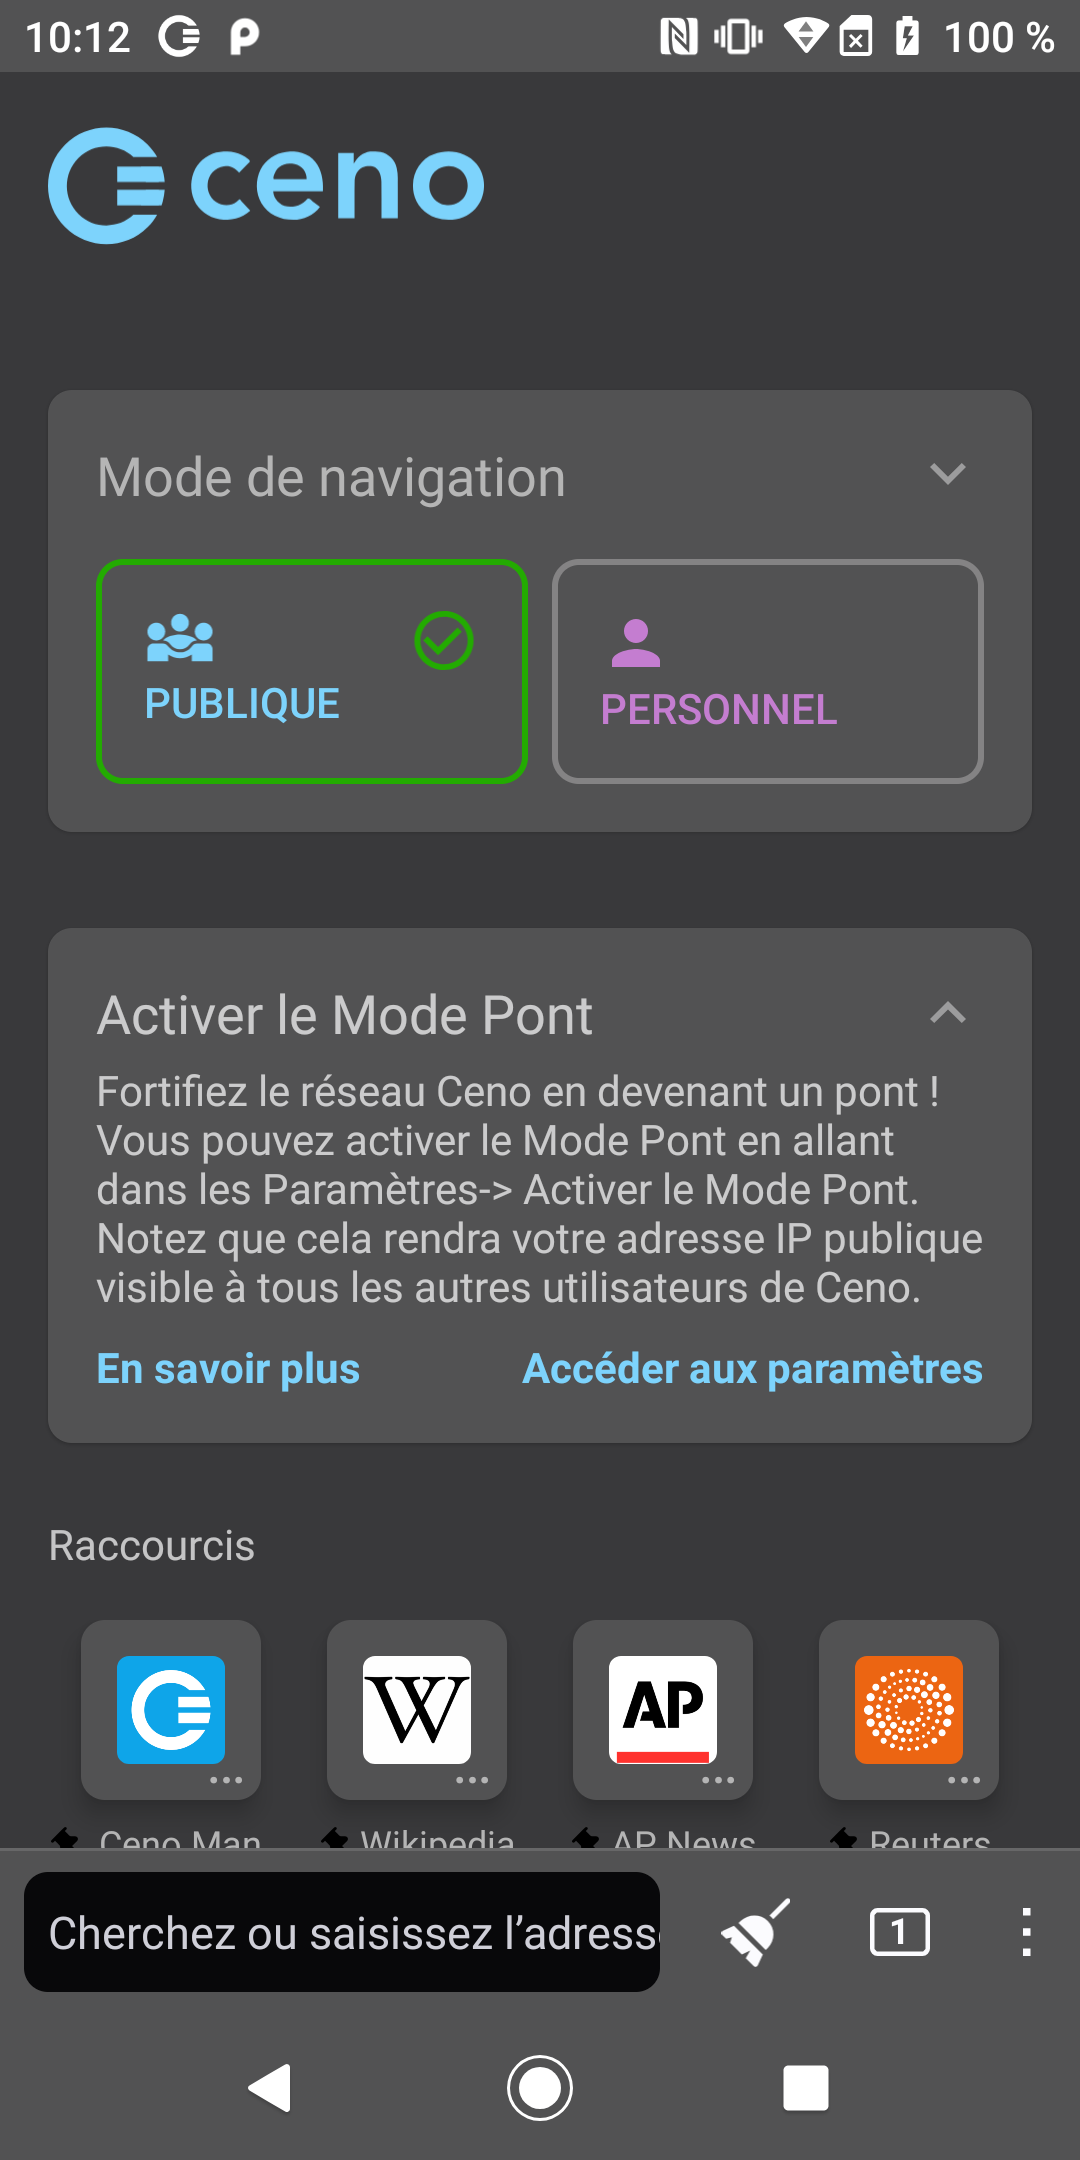 10:12 100 %
ceno
Mode de navigation
PUBLIQUE
PERSONNEL
Activer le Mode Pont
Fortifiez le réseau Ceno en devenant un pont !
Vous pouvez activer le Mode Pont en allant
dans les Paramètres-> Activer le Mode Pont.
Notez que cela rendra votre adresse IP publique
visible à tous les autres utilisateurs de Ceno.
En savoir plus Accéder aux paramètres
Raccourcis
W AP
Ceno Man Wikipedia AP News Reuters
Cherchez ou saisissez l’adresse 1